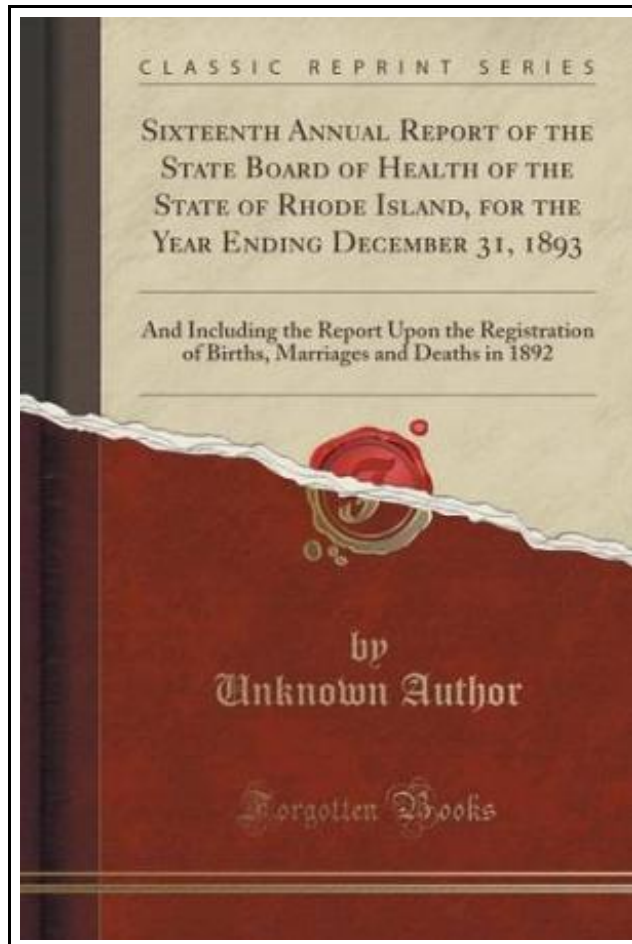 CLASSIC REPRINT SERIES
SIXTEENTH ANNUAL REPORT OF THE
STATE BOARD OF HEALTH OF THE
STATE OF RHODE ISLAND, FOR THE
YEAR ENDING DECEMBER 31, 1893
And Including the Report Upon the Registration
of Births, Marriages and Deaths in 1892
by
Unknown Author
Forgotten Books